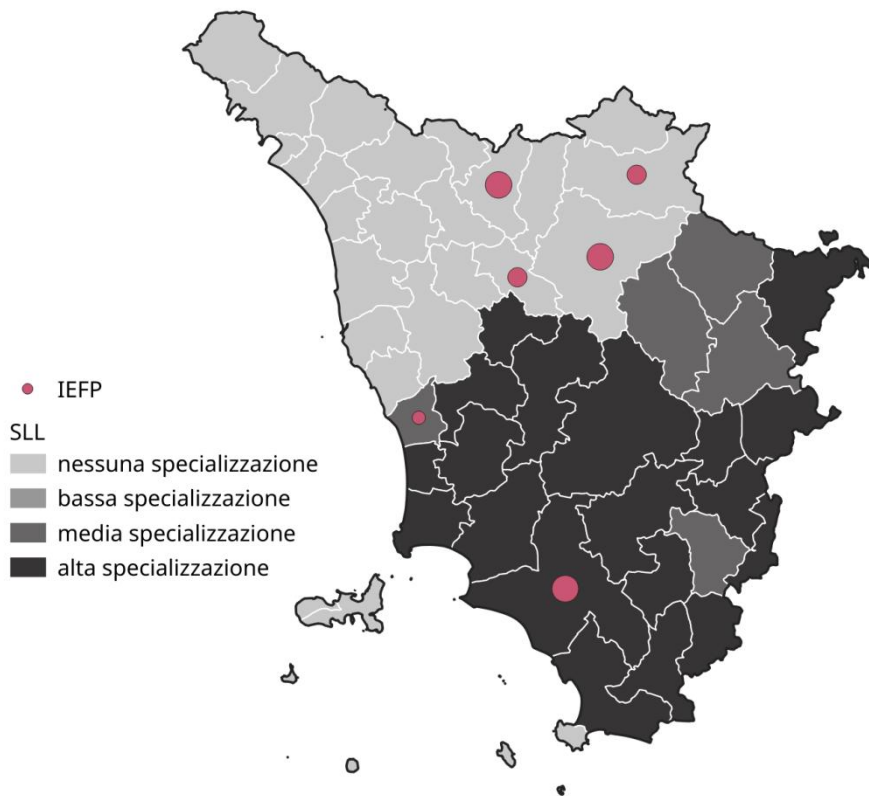 IEFP
SLL
nessuna specializzazione
bassa specializzazione
media specializzazione
alta specializzazione